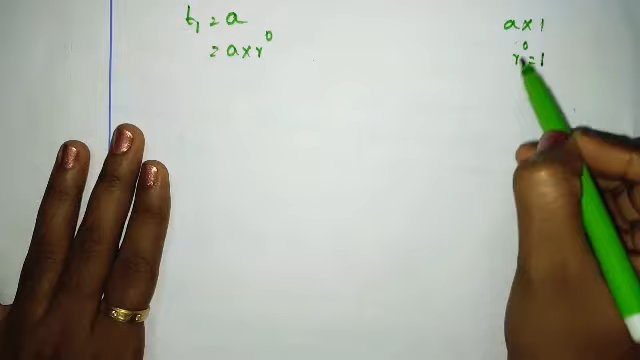 t₁ = a
= a × r⁰
a × 1
r⁰ = 1